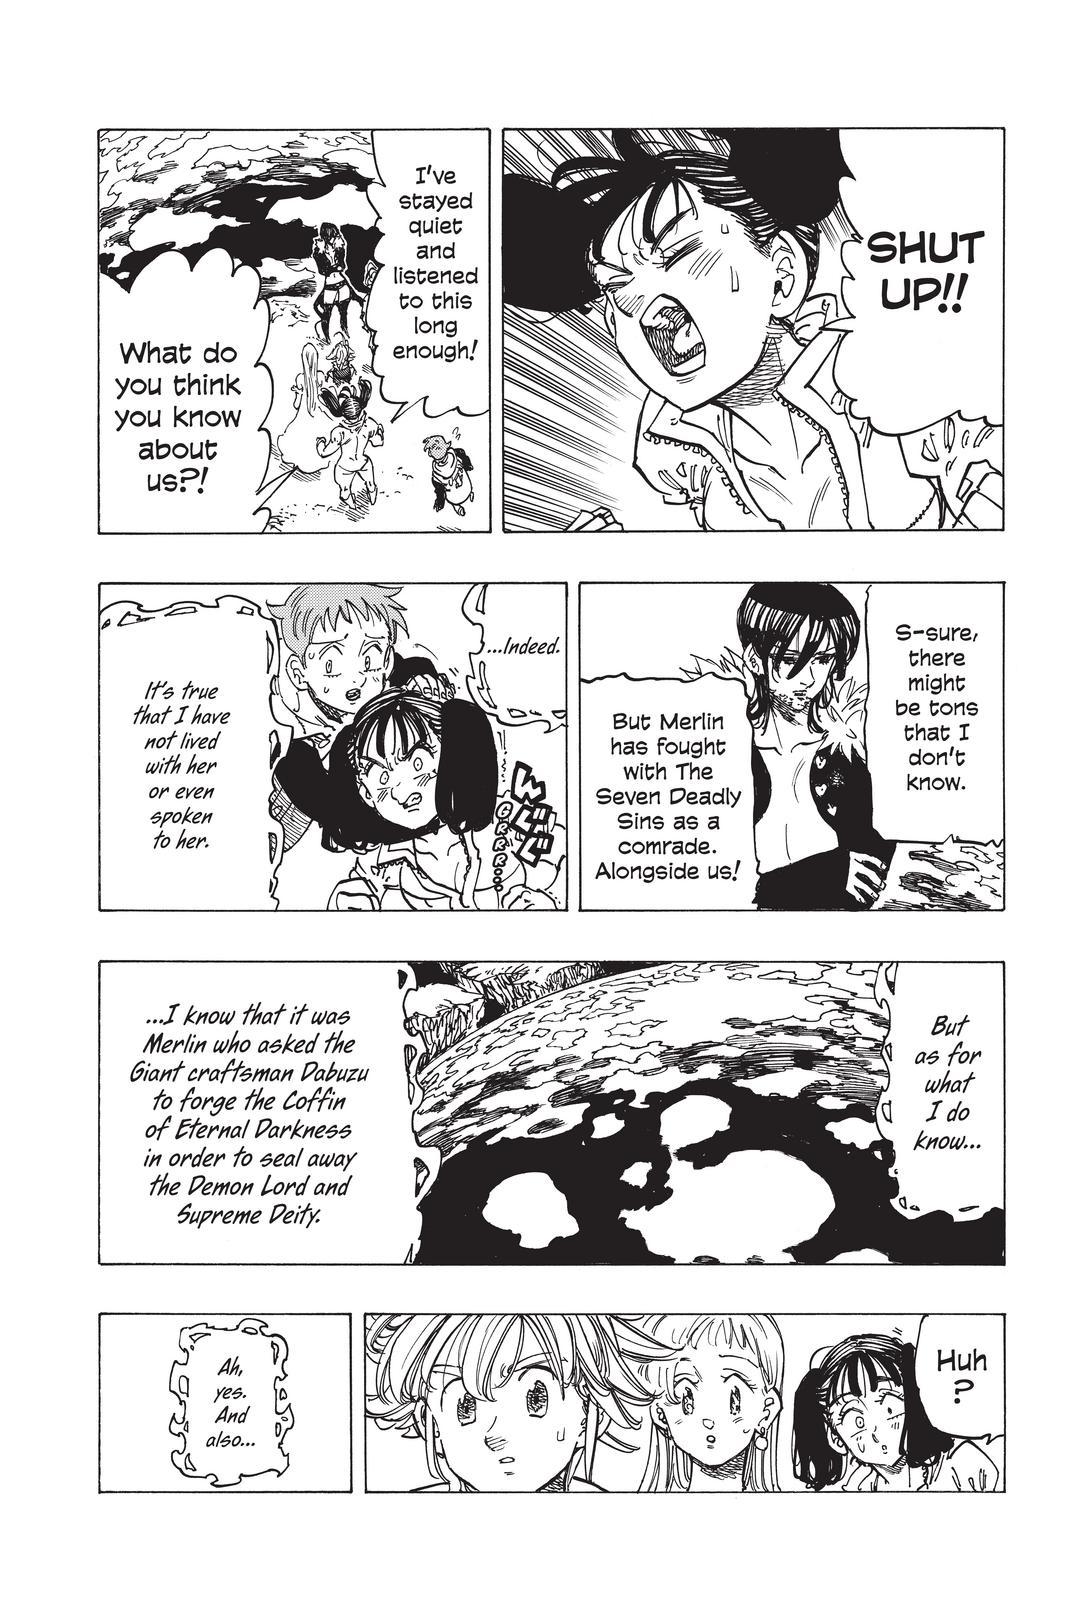 SHUT
UP!!
I've
stayed
quiet
and
listened
to this
long
enough!
What do
you think
you know
about
us?!
S-sure,
there
might
be tons
that I
don't
know.
But Merlin
has fought
with The
Seven Deadly
Sins as a
comrade.
Alongside us!
...Indeed.
GRRR...
It's true
that I have
not lived
with her
or even
spoken
to her.
But
as for
what
I do
know...
...I know that it was
Merlin who asked the
Giant craftsman Dabuzu
to forge the Coffin
of Eternal Darkness
in order to seal away
the Demon Lord and
Supreme Deity.
Huh
?
Ah,
yes.
And
also...